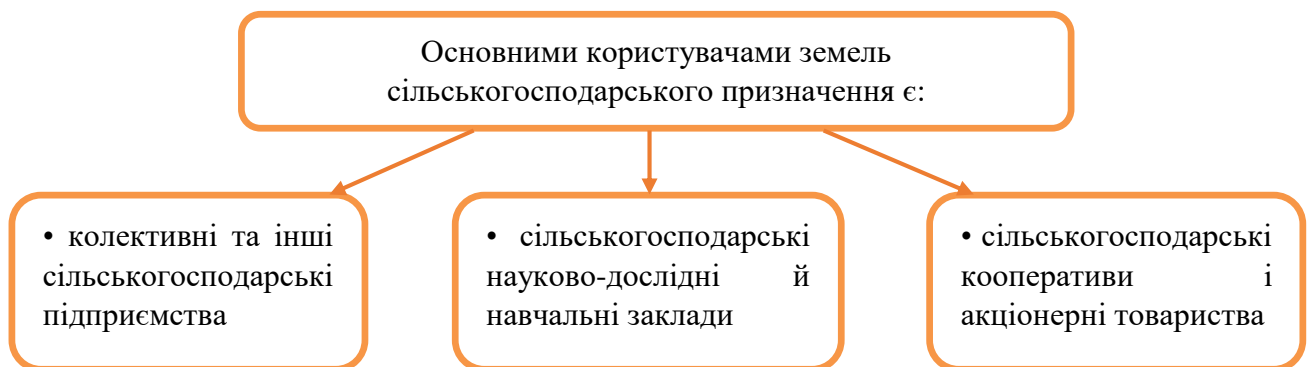 Основними користувачами земель
сільськогосподарського призначення є:
• колективні та інші
сільськогосподарські
підприємства
• сільськогосподарські
науково-дослідні й
навчальні заклади
• сільськогосподарські
кооперативи і
акціонерні товариства